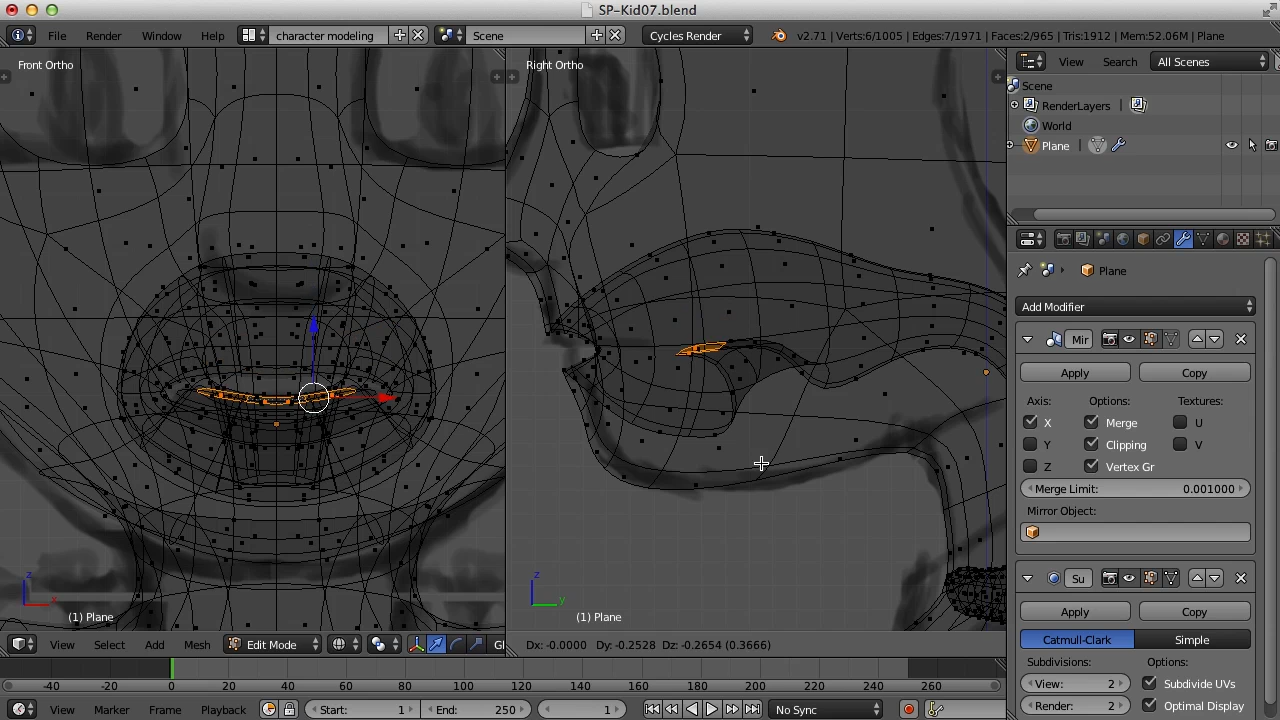 SP-Kid07.blend
File Render Window Help character modeling Scene Cycles Render v2.71 | Verts:6/1005 | Edges:7/1971 | Faces:2/965 | Tris:1912 | Mem:52.06M | Plane
Front Ortho
Right Ortho
View Search All Scenes
Scene
RenderLayers |
World
Plane |
Plane
Add Modifier
Mir
Apply Copy
Axis: Options: Textures:
X Merge U
Y Clipping V
Z Vertex Gr
Merge Limit: 0.001000
Mirror Object:
Su
Apply Copy
Catmull-Clark Simple
Subdivisions: Options:
View: 2 Subdivide UVs
Render: 2 Optimal Display
z
x
(1) Plane
z
y
(1) Plane
View Select Add Mesh Edit Mode Gl
Dx: -0.0000 Dy: -0.2528 Dz: -0.2654 (0.3666)
-40 -20 0 20 40 60 80 100 120 140 160 180 200 220 240 260
View Marker Frame Playback Start: 1 End: 250 1 No Sync